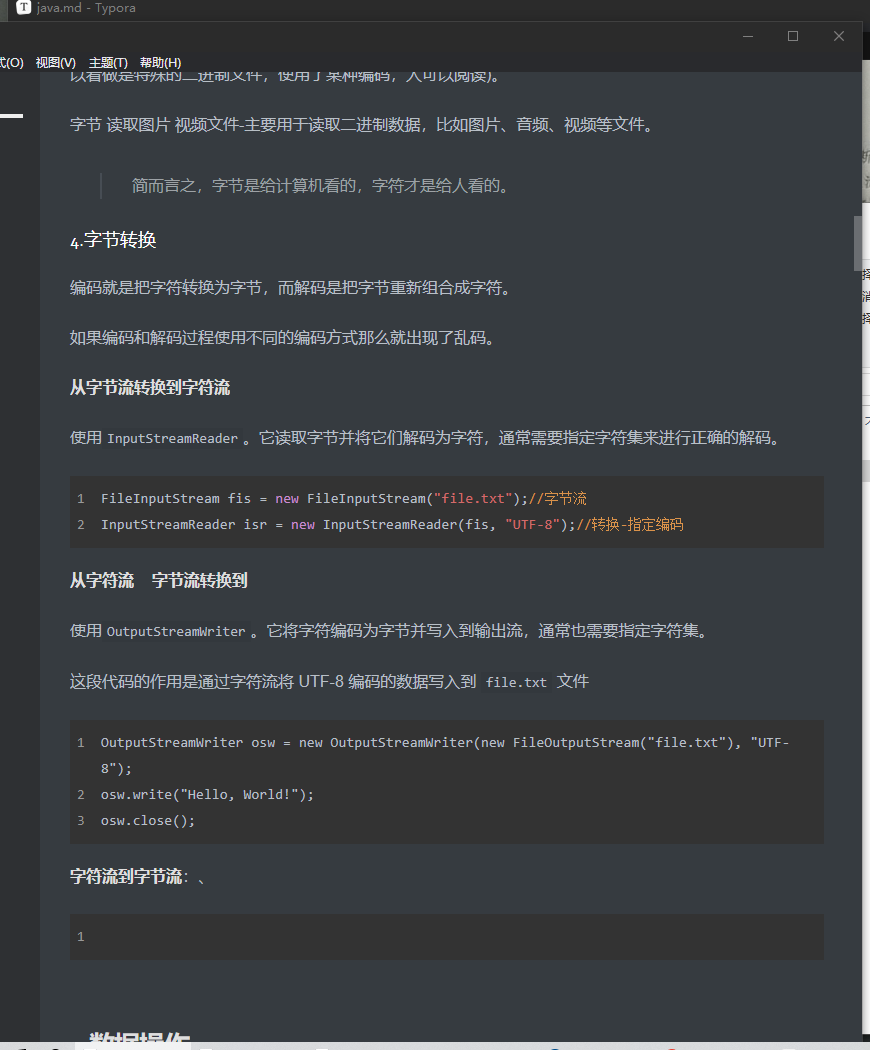 java.md - Typora
式(O) 视图(V) 主题(T) 帮助(H)
以看做是特殊的二进制文件，使用了某种编码，人可以阅读)。
字节 读取图片 视频文件-主要用于读取二进制数据，比如图片、音频、视频等文件。
简而言之，字节是给计算机看的，字符才是给人看的。
4.字节转换
编码就是把字符转换为字节，而解码是把字节重新组合成字符。
如果编码和解码过程使用不同的编码方式那么就出现了乱码。
从字节流转换到字符流
使用 InputStreamReader 。它读取字节并将它们解码为字符，通常需要指定字符集来进行正确的解码。
1 FileInputStream fis = new FileInputStream("file.txt");//字节流
2 InputStreamReader isr = new InputStreamReader(fis, "UTF-8");//转换-指定编码
从字符流 字节流转换到
使用 OutputStreamWriter 。它将字符编码为字节并写入到输出流，通常也需要指定字符集。
这段代码的作用是通过字符流将 UTF-8 编码的数据写入到 file.txt 文件
1 OutputStreamWriter osw = new OutputStreamWriter(new FileOutputStream("file.txt"), "UTF-
8");
2 osw.write("Hello, World!");
3 osw.close();
字符流到字节流：、
1
数据操作